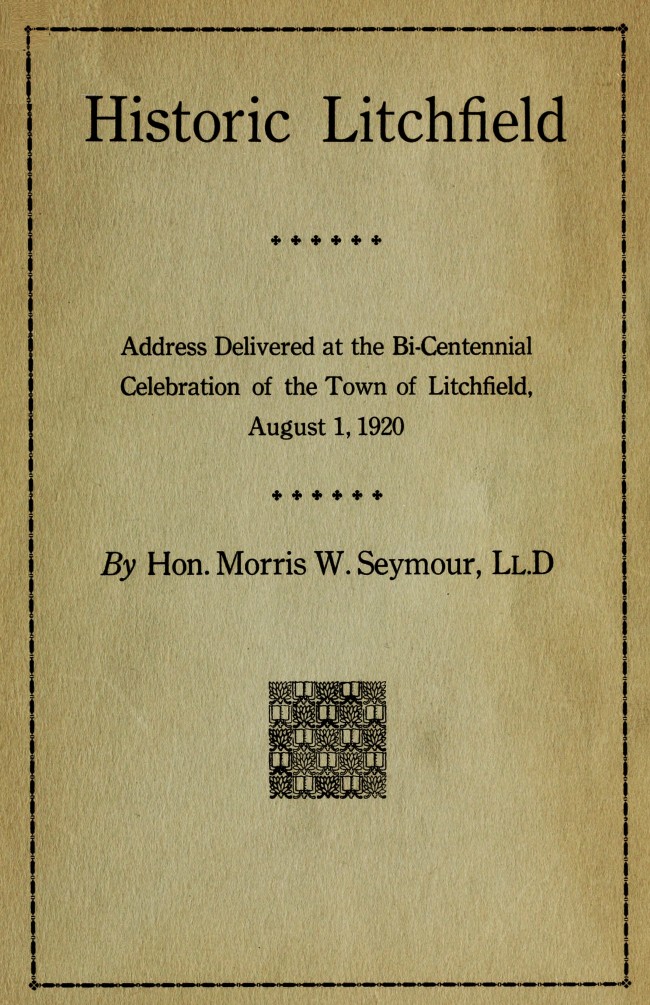 Historic Litchfield
Address Delivered at the Bi-Centennial
Celebration of the Town of Litchfield,
August 1, 1920
By Hon. Morris W. Seymour, LL.D